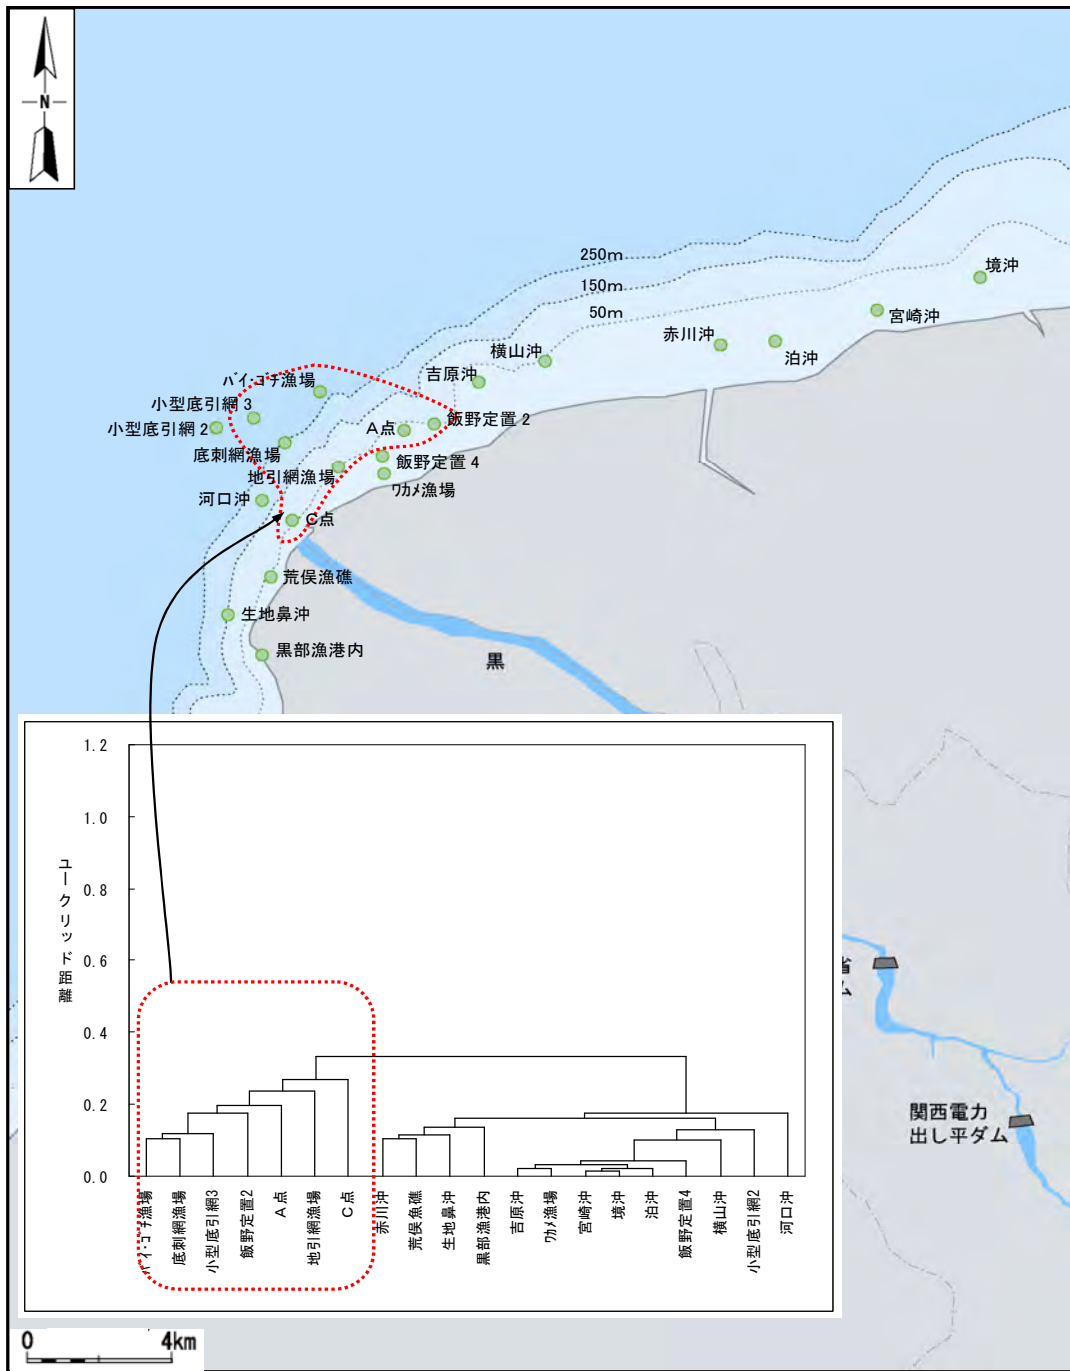 N
250m
150m
50m
境沖
宮崎沖
赤川沖
泊沖
横山沖
吉原沖
バイ・ゴチ漁場
小型底引網3
小型底引網2
A点
飯野定置2
底刺網漁場
地引網漁場
飯野定置4
ワカメ漁場
河口沖
C点
荒俣漁礁
生地鼻沖
黒部漁港内
黒
関西電力
出し平ダム
ユークリッド距離
1.2
1.0
0.8
0.6
0.4
0.2
0.0
バイ・ゴチ漁場
底刺網漁場
小型底引網3
飯野定置2
A点
地引網漁場
C点
赤川沖
荒俣魚礁
生地鼻沖
黒部漁港内
吉原沖
ワカメ漁場
宮崎沖
境沖
泊沖
飯野定置4
横山沖
小型底引網2
河口沖
0 4km